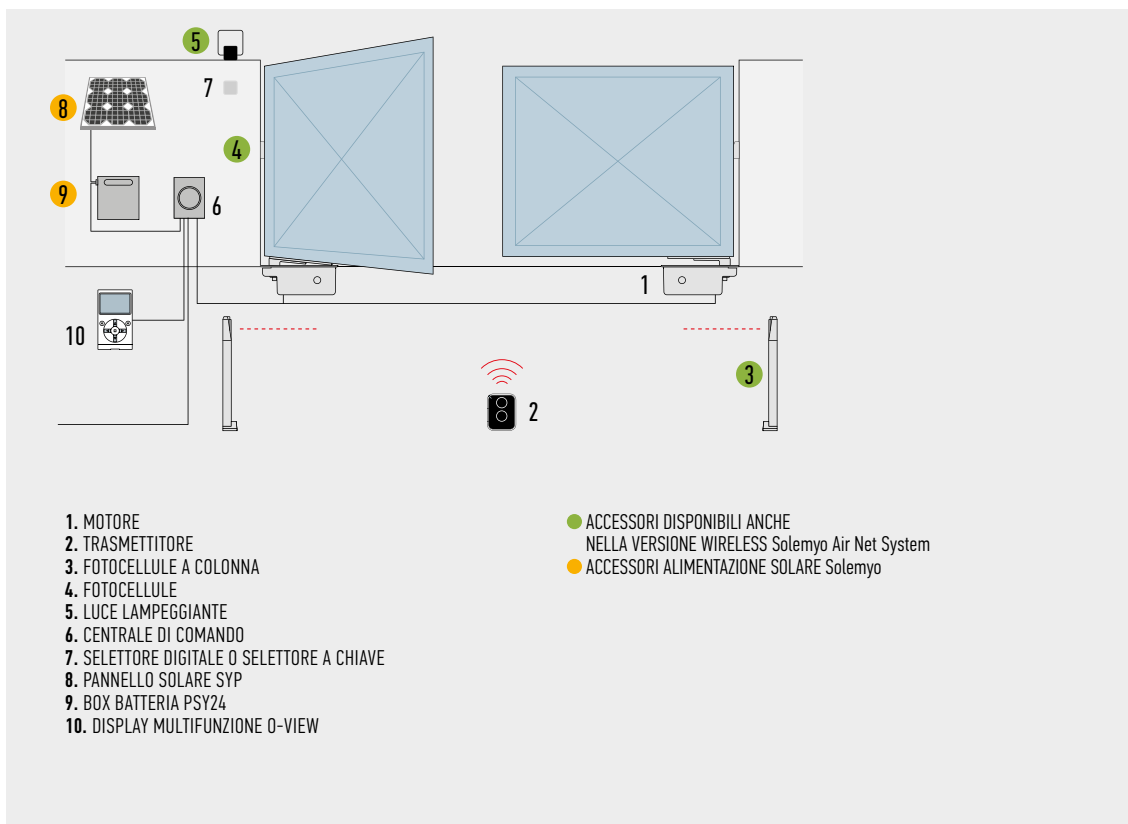 5
7
8
4
9
6
1
10
3
2
1. MOTORE
2. TRASMETTITORE
3. FOTOCELLULE A COLONNA
4. FOTOCELLULE
5. LUCE LAMPEGGIANTE
6. CENTRALE DI COMANDO
7. SELETTORE DIGITALE O SELETTORE A CHIAVE
8. PANNELLO SOLARE SYP
9. BOX BATTERIA PSY24
10. DISPLAY MULTIFUNZIONE O-VIEW
ACCESSORI DISPONIBILI ANCHE
NELLA VERSIONE WIRELESS Solemyo Air Net System
ACCESSORI ALIMENTAZIONE SOLARE Solemyo